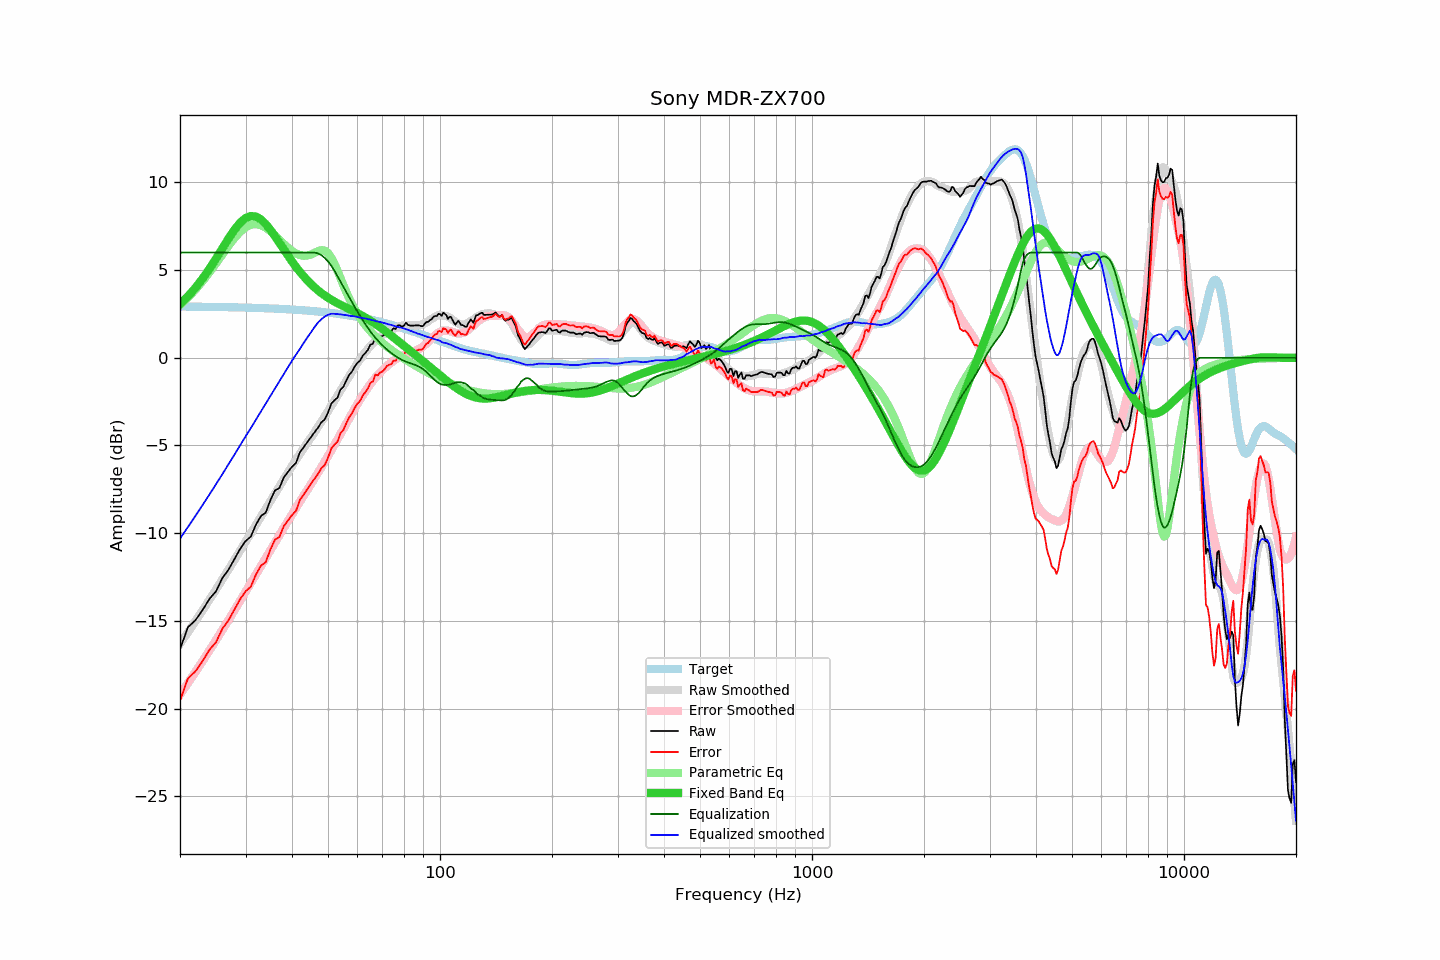 Sony MDR-ZX700
Amplitude (dBr)
10
5
0
−5
−10
−15
−20
−25
Target
Raw Smoothed
Error Smoothed
Raw
Error
Parametric Eq
Fixed Band Eq
Equalization
Equalized smoothed
100
1000
10000
Frequency (Hz)